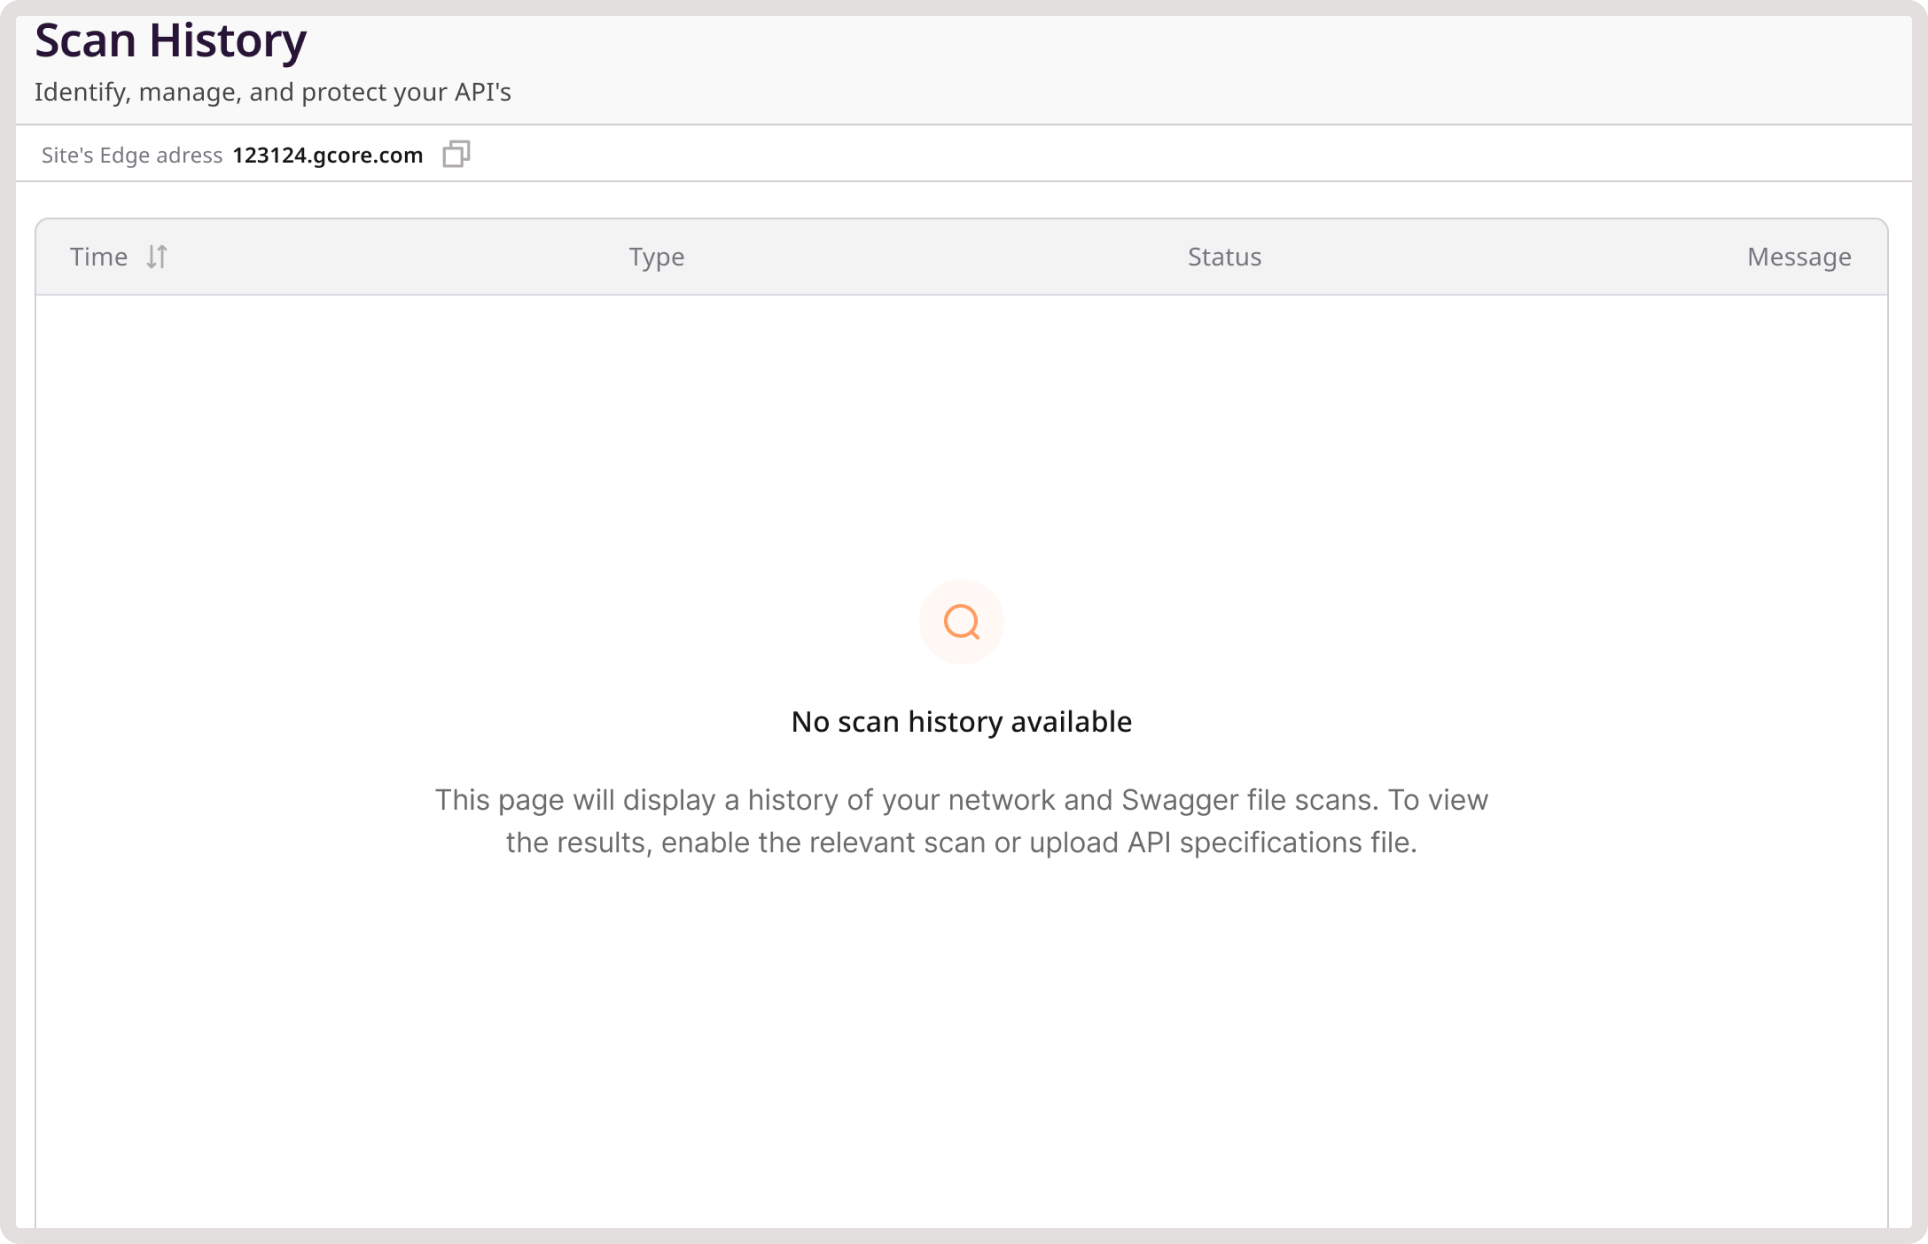 Scan History
Identify, manage, and protect your API's
Site's Edge adress 123124.gcore.com
Time Type Status Message
No scan history available
This page will display a history of your network and Swagger file scans. To view
the results, enable the relevant scan or upload API specifications file.